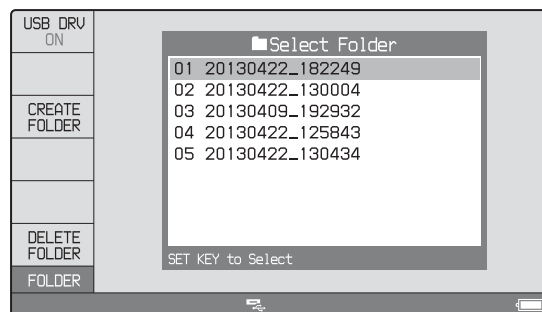 USB DRV
ON
CREATE
FOLDER
DELETE
FOLDER
FOLDER
Select Folder
01 20130422_182249
02 20130422_130004
03 20130409_192932
04 20130422_125843
05 20130422_130434
SET KEY to Select